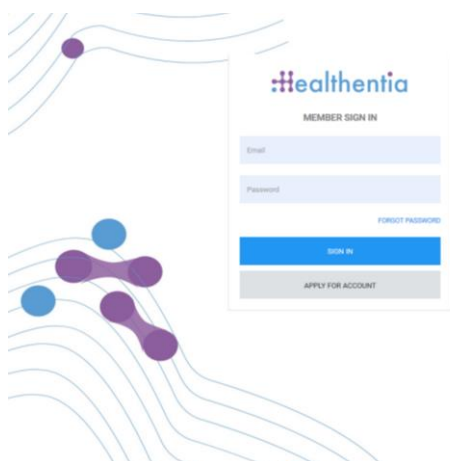 Healthentia
MEMBER SIGN IN
Email
Password
FORGOT PASSWORD
SIGN IN
APPLY FOR ACCOUNT